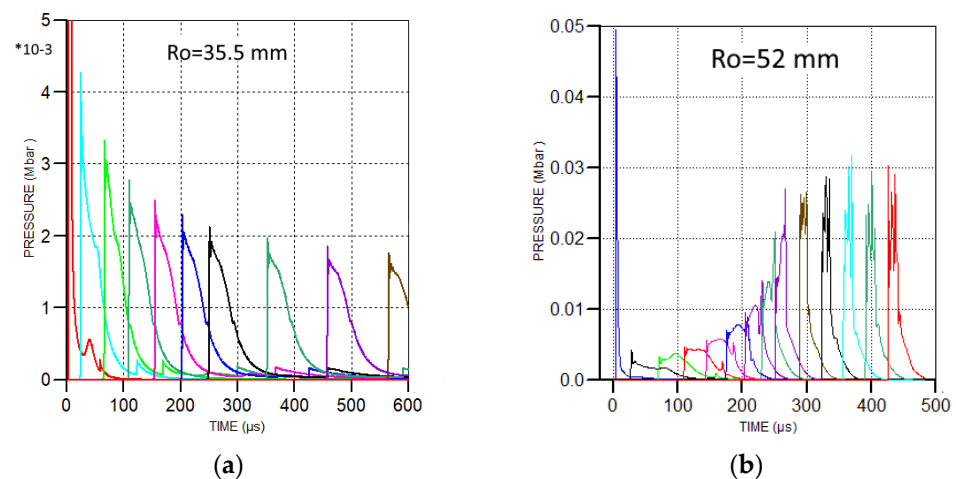 5
*10-3
4
3
2
1
0
PRESSURE (Mbar )
Ro=35.5 mm
0 100 200 300 400 500 600
TIME (µs)
(a)
0.05
0.04
0.03
0.02
0.01
0.0
PRESSURE (Mbar )
Ro=52 mm
0 100 200 300 400 500
TIME (µs)
(b)